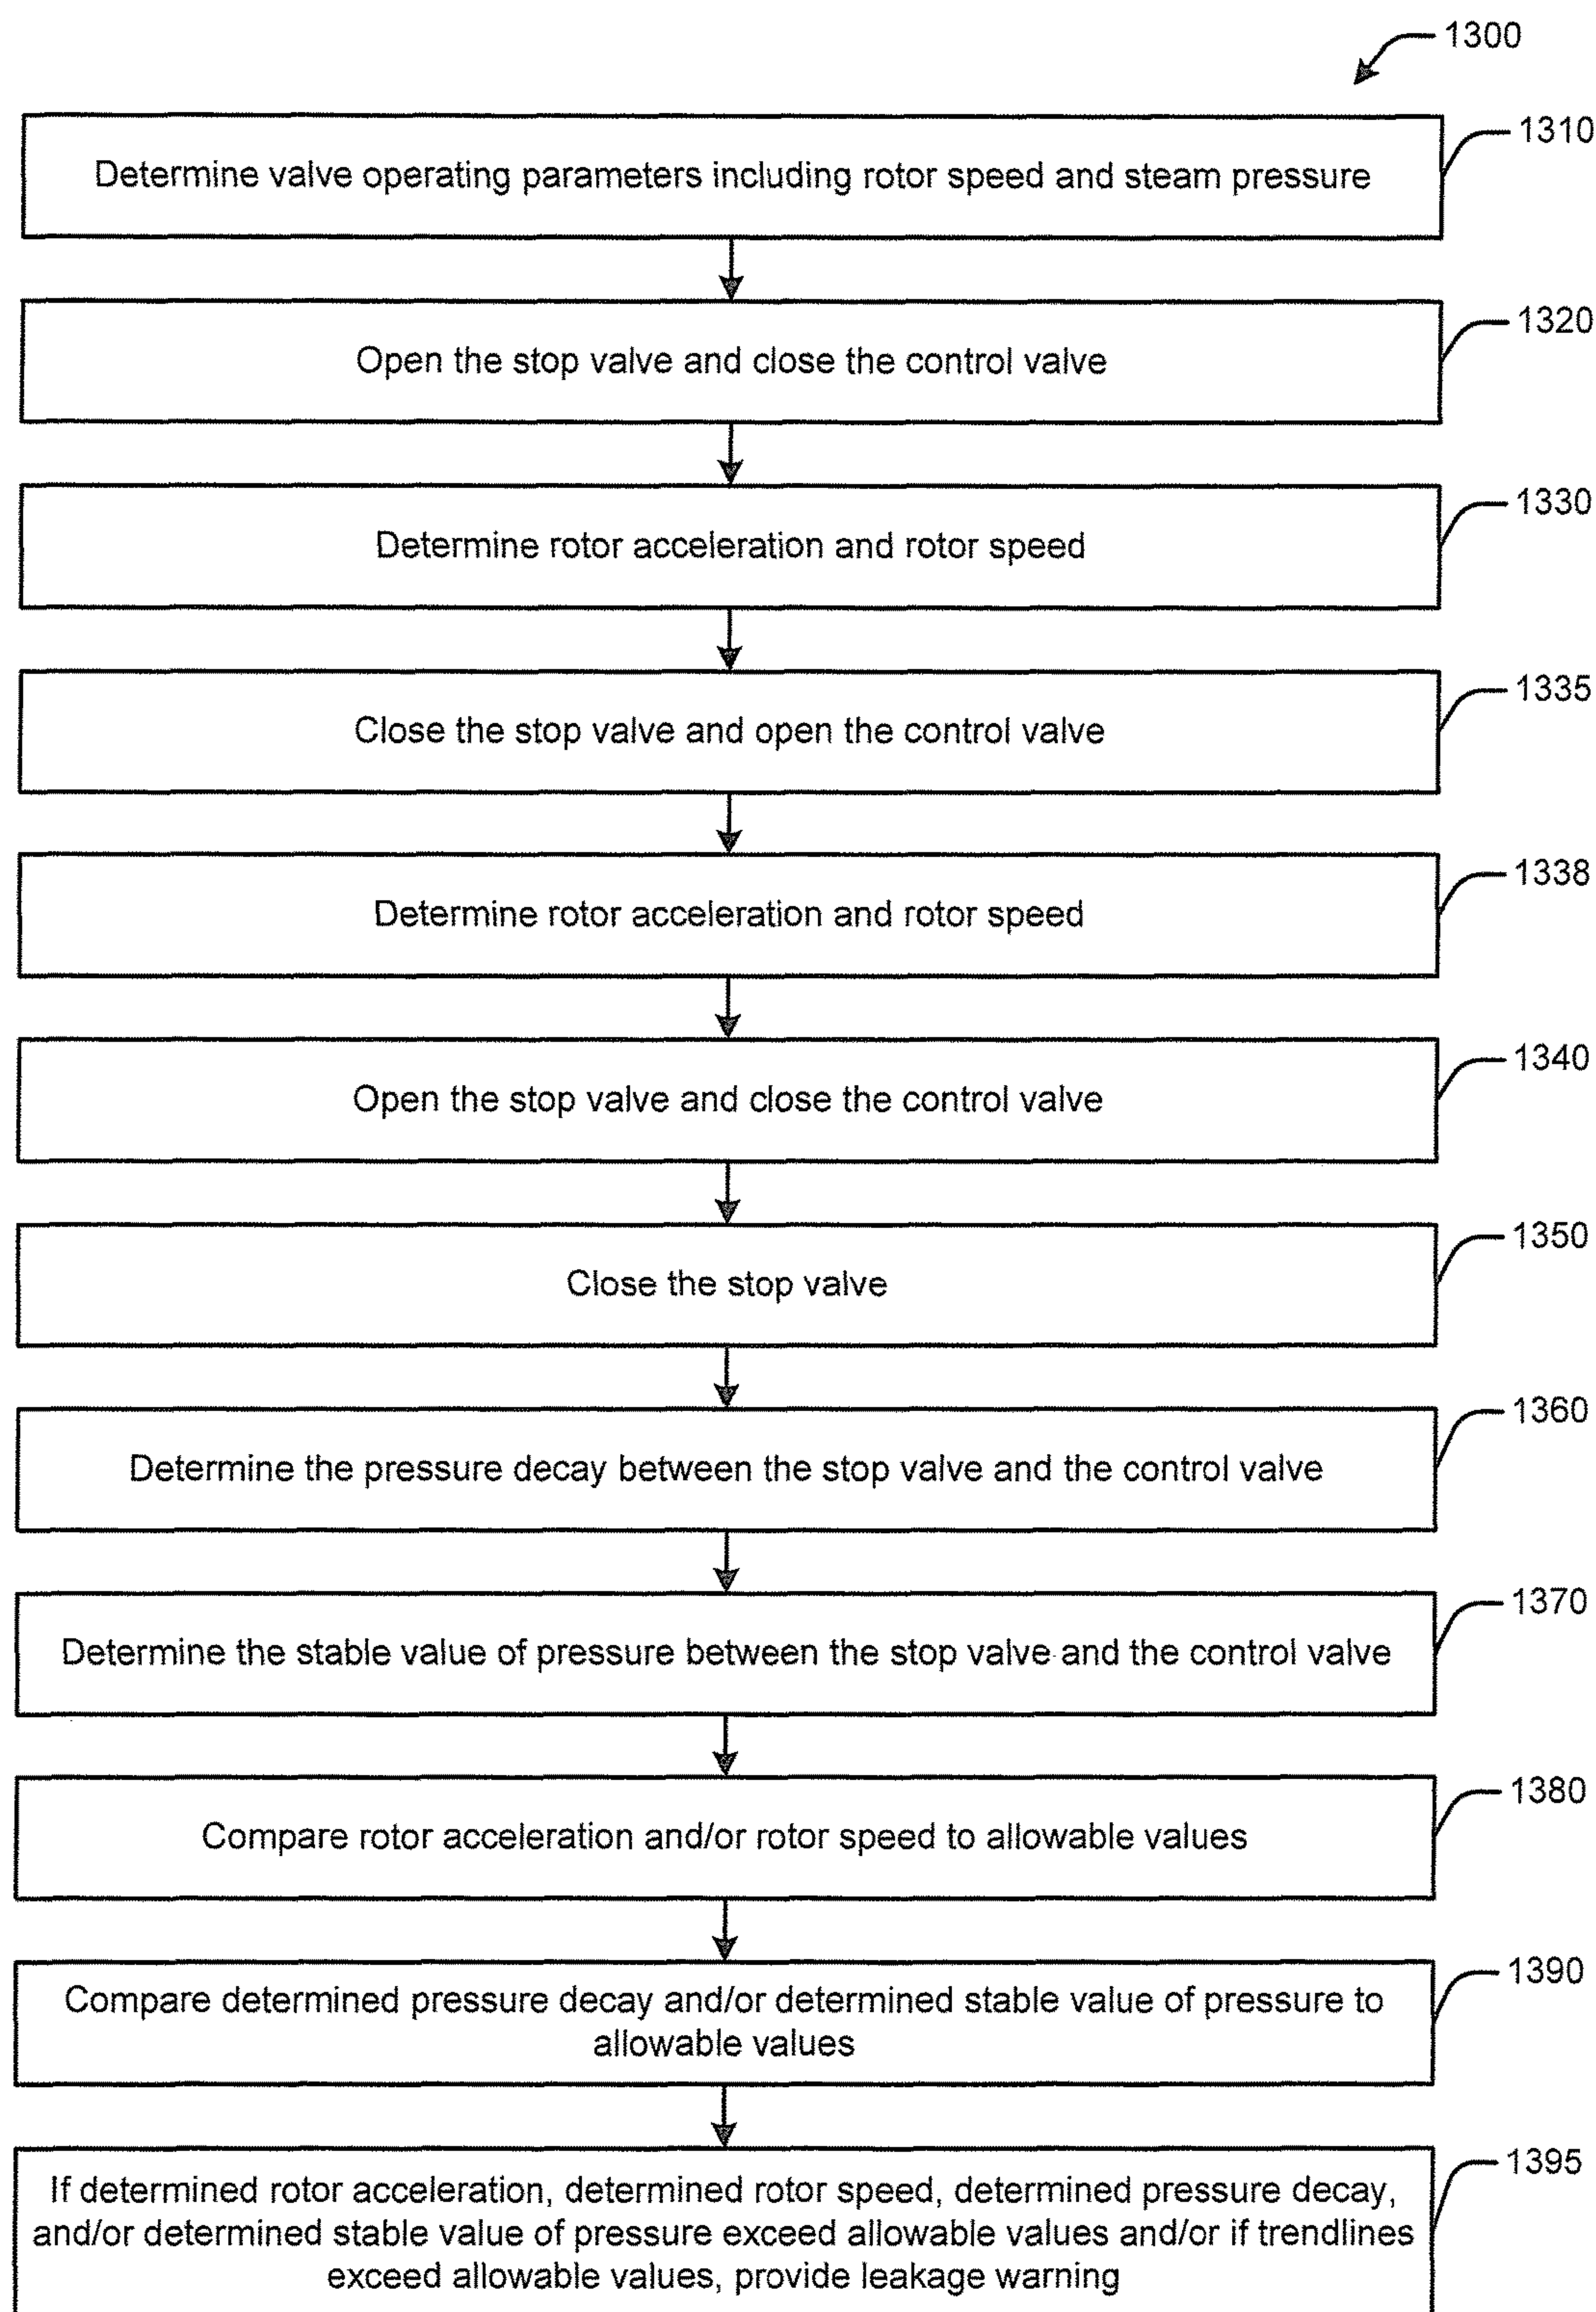 1300
1310
Determine valve operating parameters including rotor speed and steam pressure
1320
Open the stop valve and close the control valve
1330
Determine rotor acceleration and rotor speed
1335
Close the stop valve and open the control valve
1338
Determine rotor acceleration and rotor speed
1340
Open the stop valve and close the control valve
1350
Close the stop valve
1360
Determine the pressure decay between the stop valve and the control valve
1370
Determine the stable value of pressure between the stop valve and the control valve
1380
Compare rotor acceleration and/or rotor speed to allowable values
1390
Compare determined pressure decay and/or determined stable value of pressure to
allowable values
1395
If determined rotor acceleration, determined rotor speed, determined pressure decay,
and/or determined stable value of pressure exceed allowable values and/or if trendlines
exceed allowable values, provide leakage warning